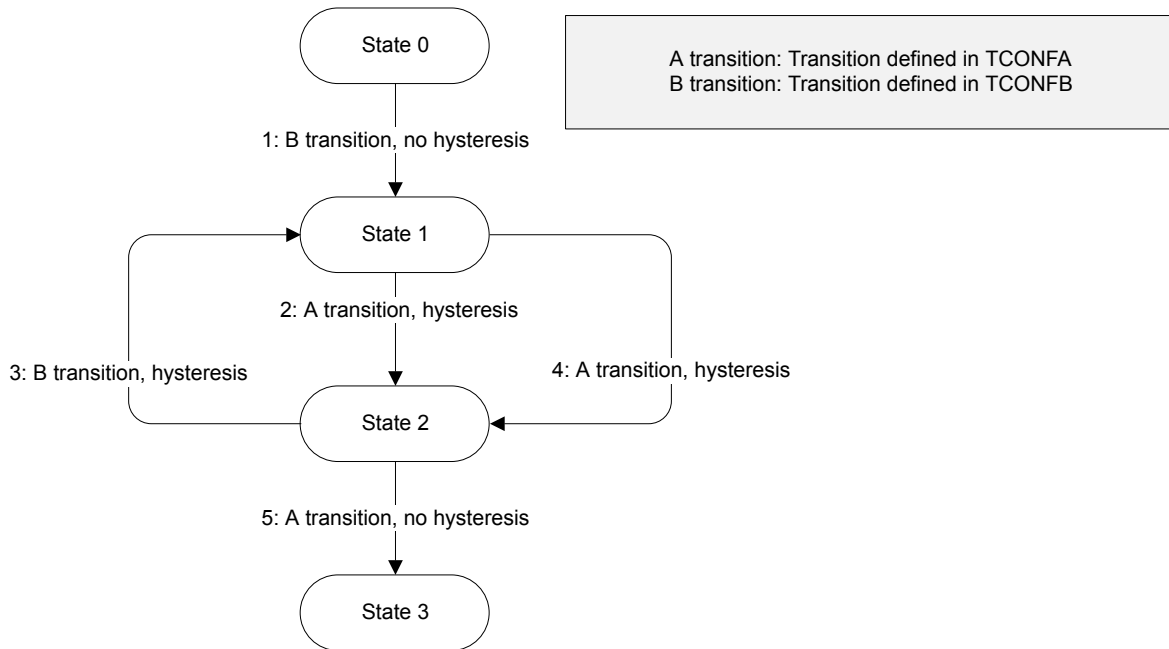 State 0
A transition: Transition defined in TCONFA
B transition: Transition defined in TCONFB
1: B transition, no hysteresis
State 1
2: A transition, hysteresis
3: B transition, hysteresis
4: A transition, hysteresis
State 2
5: A transition, no hysteresis
State 3